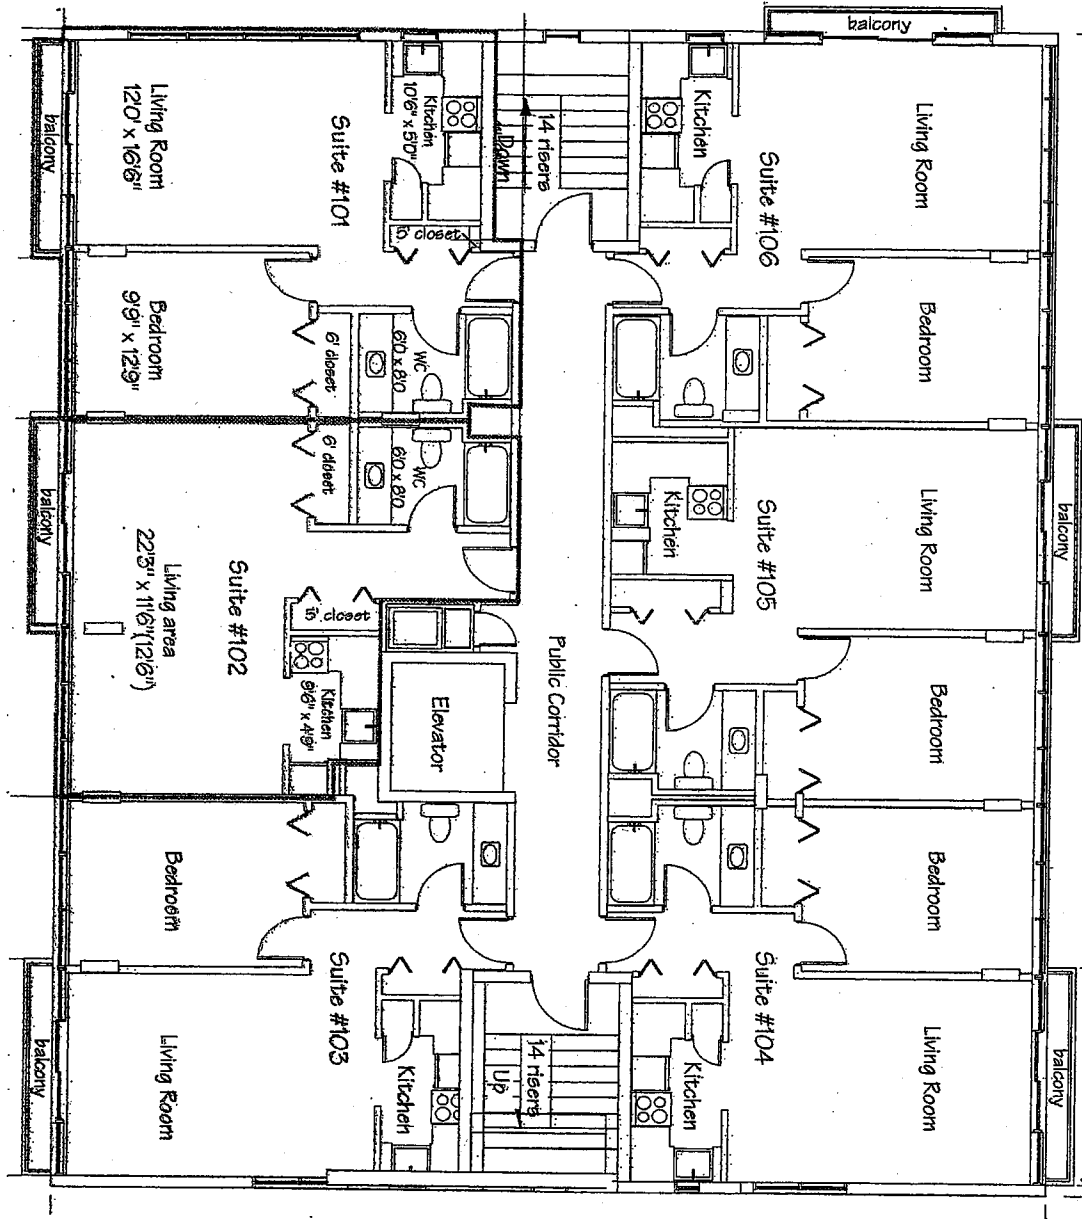 balcony
balcony
Living Room
12'0" x 16'6"
Suite #101
Kitchen
10'6" x 5'0"
Down
14 risers
Kitchen
Suite #106
Living Room
5' closet
Bedroom
9'9" x 12'9"
6' closet
6'0 x 8'0
WC
Bedroom
balcony
6' closet
6'0 x 8'0
WC
Living area
22'3" x 11'6" (12'6")
Suite #102
5' closet
Kitchen
9'6" x 4'9"
Elevator
Public Corridor
Kitchen
Suite #105
Living Room
balcony
Bedroom
Bedroom
Bedroom
Suite #103
Suite #104
balcony
Living Room
Kitchen
14 risers
Up
Kitchen
Living Room
balcony